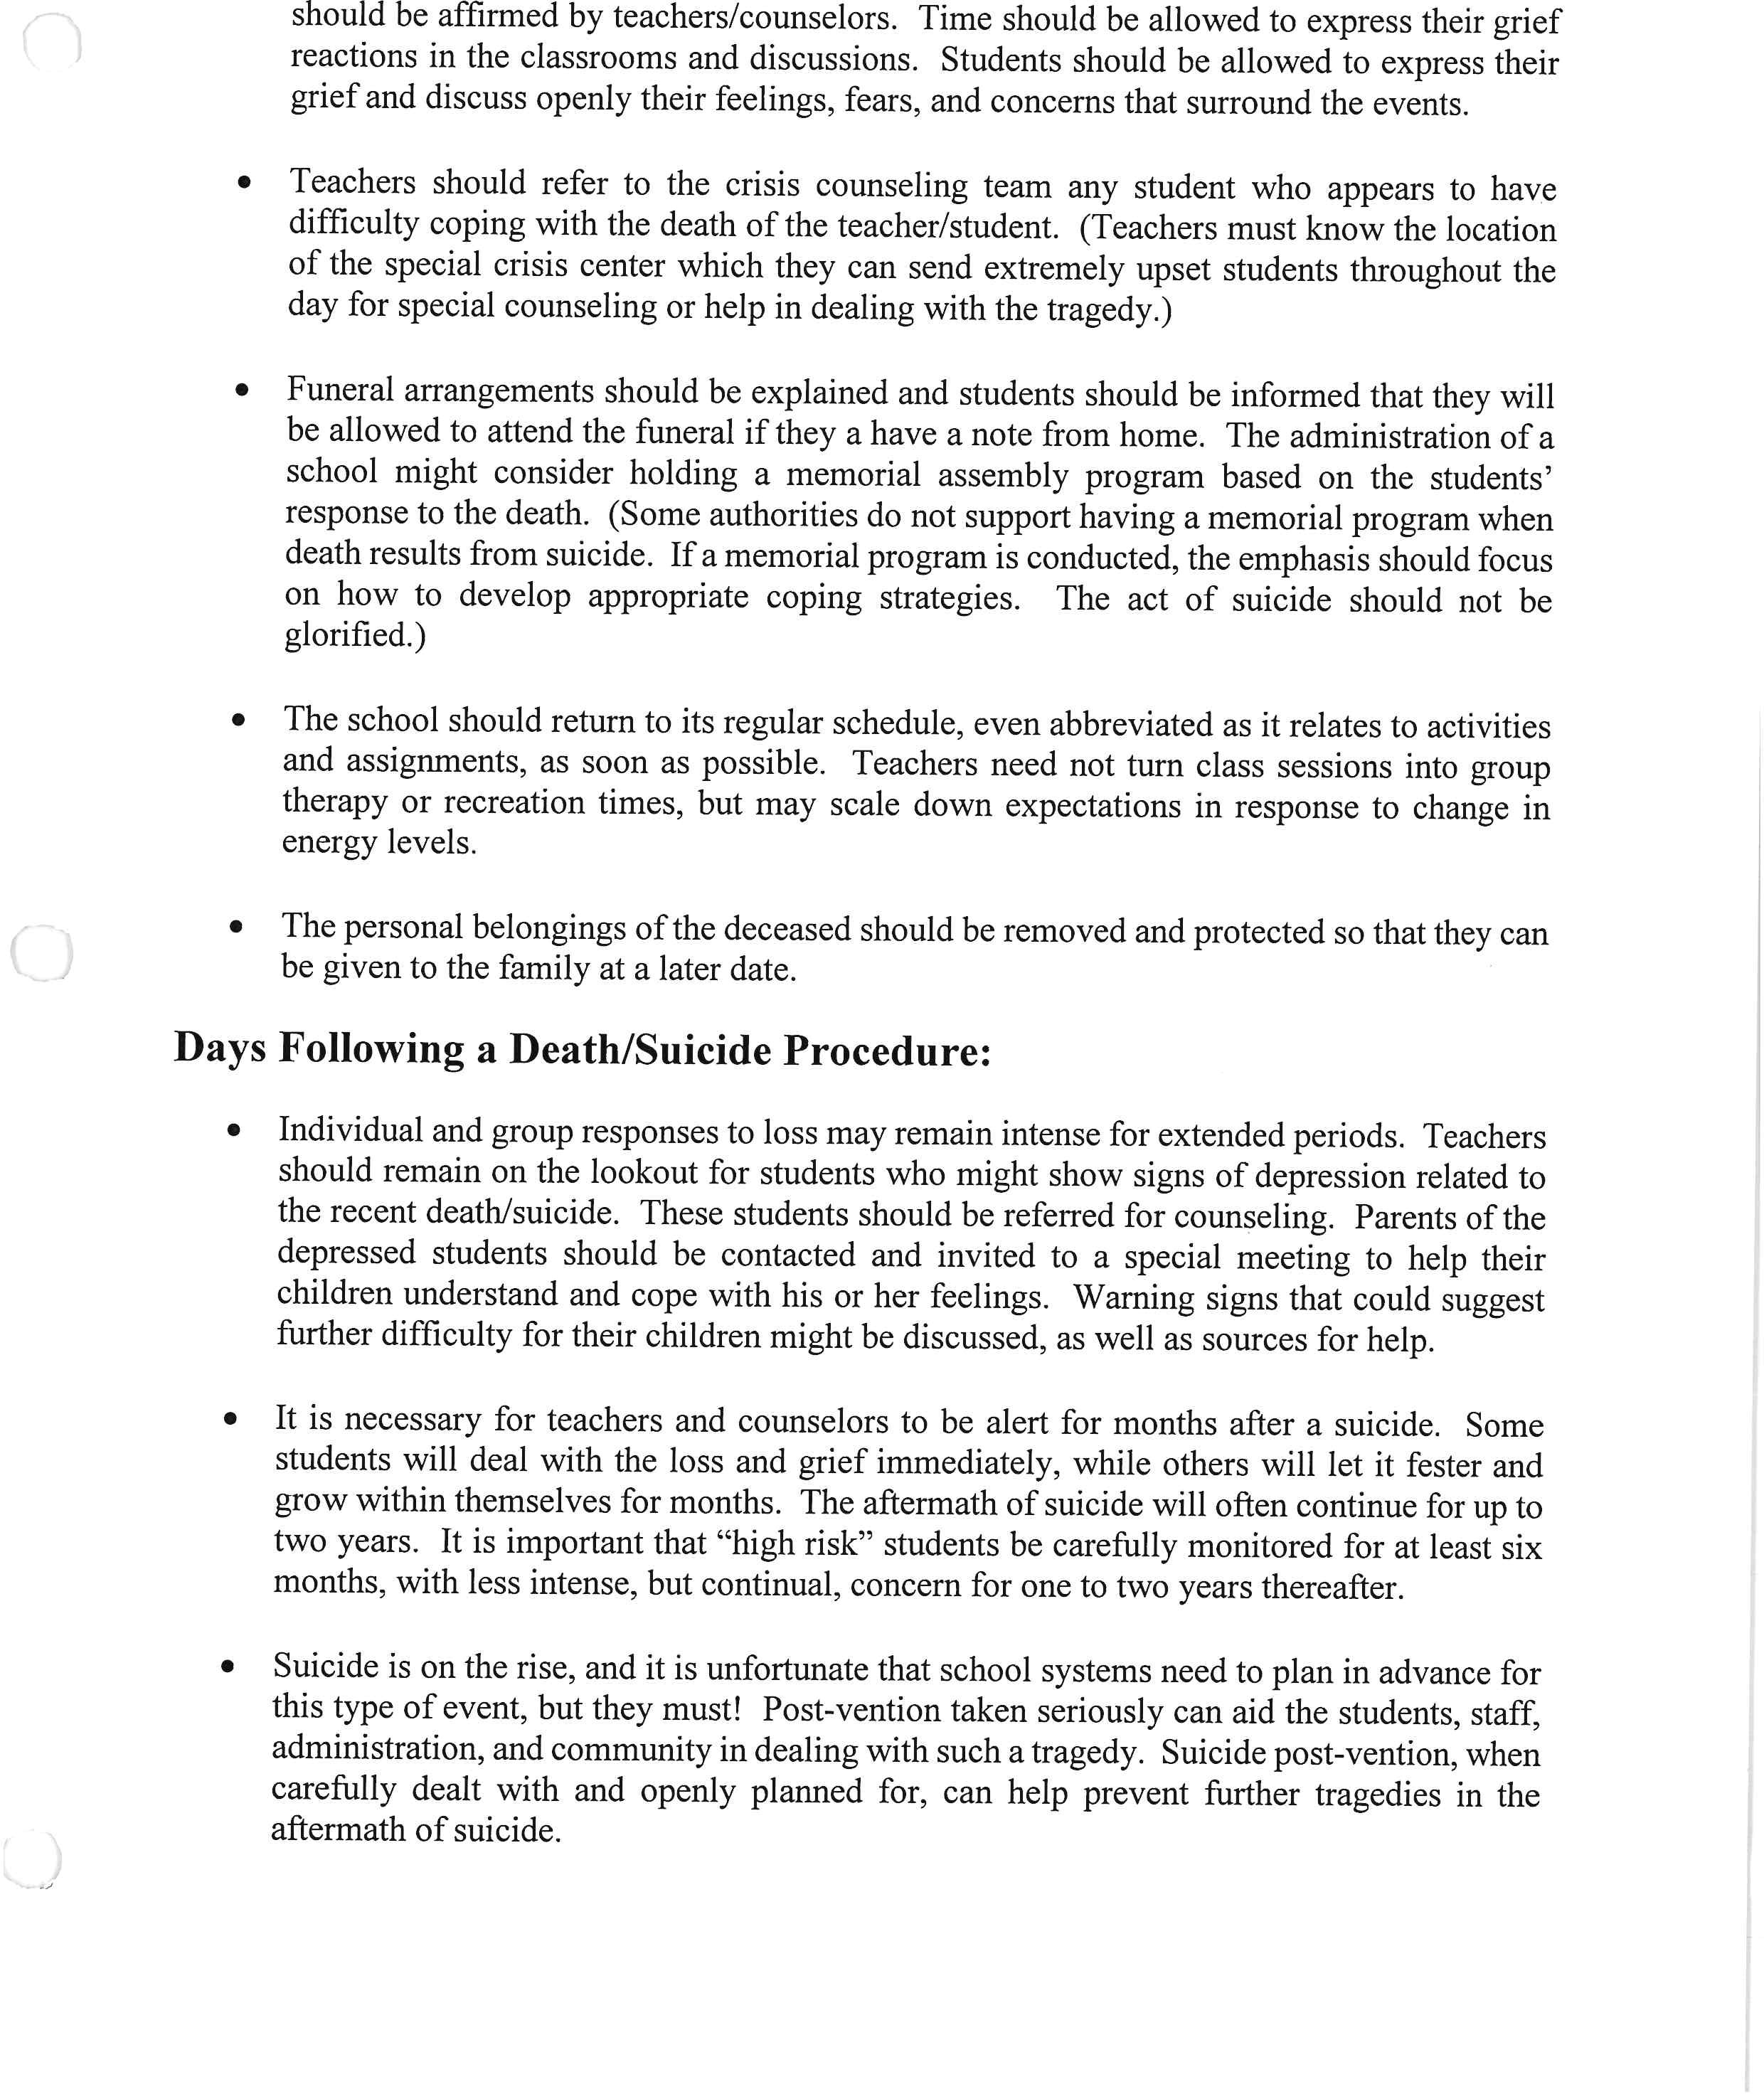 should be affirmed by teachers/counselors. Time should be allowed to express their grief
reactions in the classrooms and discussions. Students should be allowed to express their
grief and discuss openly their feelings, fears, and concerns that surround the events.
• Teachers should refer to the crisis counseling team any student who appears to have
difficulty coping with the death of the teacher/student. (Teachers must know the location
of the special crisis center which they can send extremely upset students throughout the
day for special counseling or help in dealing with the tragedy.)
• Funeral arrangements should be explained and students should be informed that they will
be allowed to attend the funeral if they a have a note from home. The administration of a
school might consider holding a memorial assembly program based on the students’
response to the death. (Some authorities do not support having a memorial program when
death results from suicide. If a memorial program is conducted, the emphasis should focus
on how to develop appropriate coping strategies. The act of suicide should not be
glorified.)
• The school should return to its regular schedule, even abbreviated as it relates to activities
and assignments, as soon as possible. Teachers need not turn class sessions into group
therapy or recreation times, but may scale down expectations in response to change in
energy levels.
• The personal belongings of the deceased should be removed and protected so that they can
be given to the family at a later date.
Days Following a Death/Suicide Procedure:
• Individual and group responses to loss may remain intense for extended periods. Teachers
should remain on the lookout for students who might show signs of depression related to
the recent death/suicide. These students should be referred for counseling. Parents of the
depressed students should be contacted and invited to a special meeting to help their
children understand and cope with his or her feelings. Warning signs that could suggest
further difficulty for their children might be discussed, as well as sources for help.
• It is necessary for teachers and counselors to be alert for months after a suicide. Some
students will deal with the loss and grief immediately, while others will let it fester and
grow within themselves for months. The aftermath of suicide will often continue for up to
two years. It is important that “high risk” students be carefully monitored for at least six
months, with less intense, but continual, concern for one to two years thereafter.
• Suicide is on the rise, and it is unfortunate that school systems need to plan in advance for
this type of event, but they must! Post-vention taken seriously can aid the students, staff,
administration, and community in dealing with such a tragedy. Suicide post-vention, when
carefully dealt with and openly planned for, can help prevent further tragedies in the
aftermath of suicide.